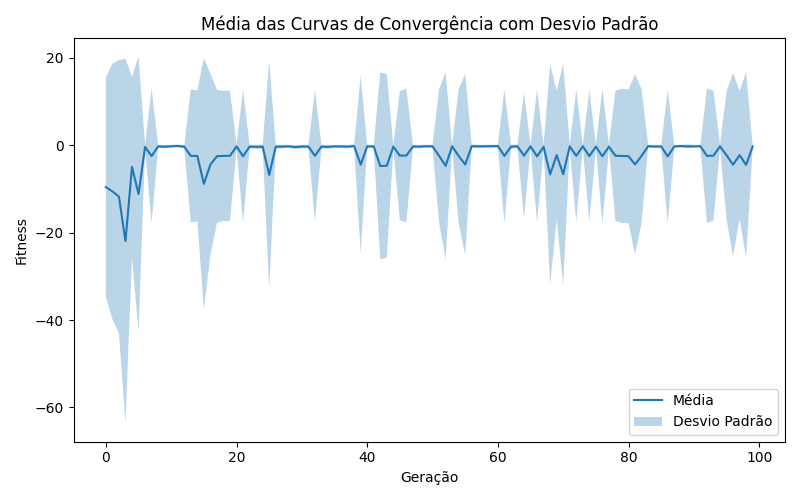 Média das Curvas de Convergência com Desvio Padrão
Fitness
20
0
−20
−40
−60
0 20 40 60 80 100
Geração
Média
Desvio Padrão